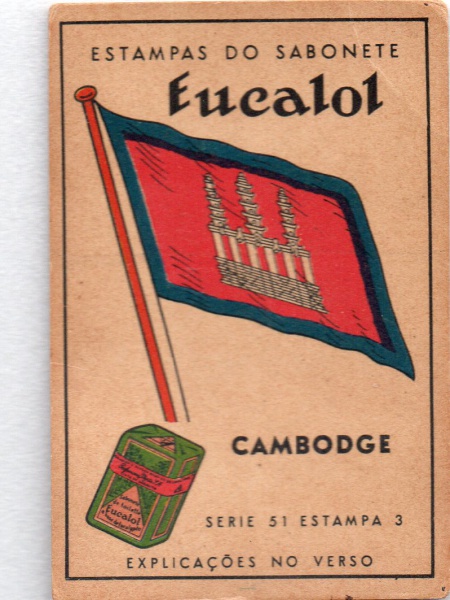 ESTAMPAS DO SABONETE
Eucalol
Eucalol
CAMBODGE
SERIE 51 ESTAMPA 3
EXPLICAÇÕES NO VERSO